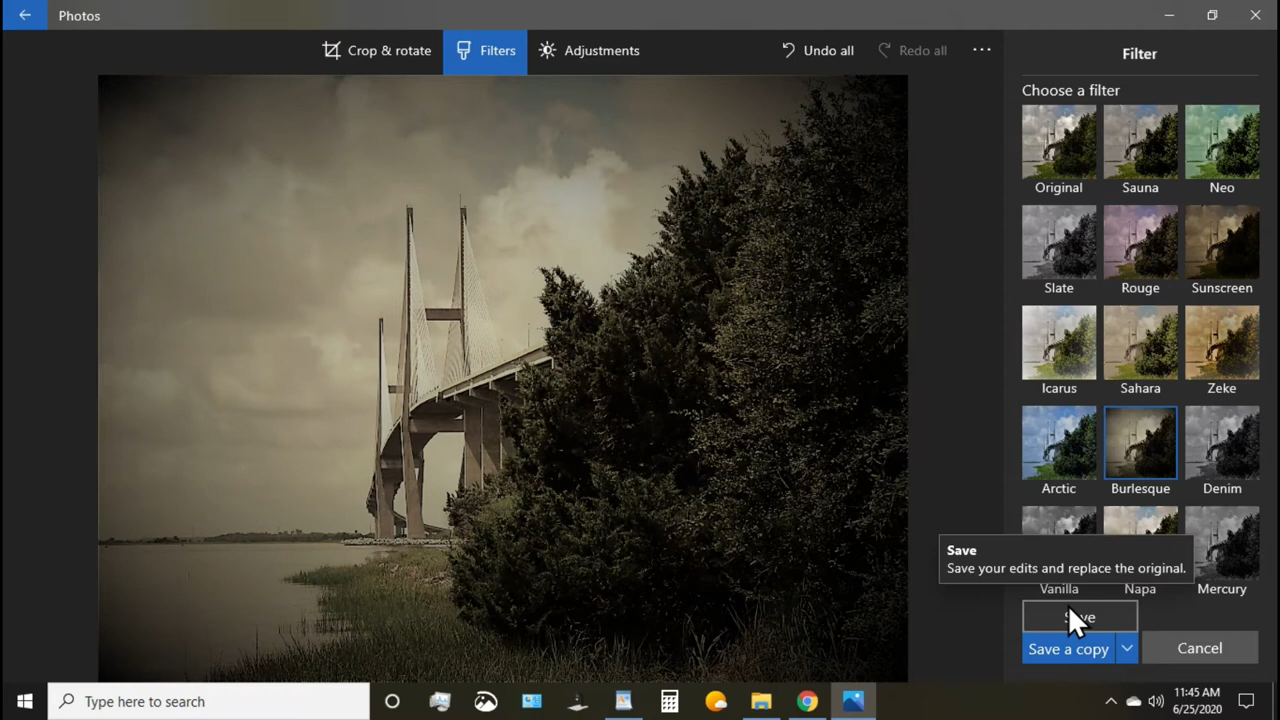 Photos
Crop & rotate
Filters
Adjustments
Undo all
Redo all
Filter
Choose a filter
Original
Sauna
Neo
Slate
Rouge
Sunscreen
Icarus
Sahara
Zeke
Arctic
Burlesque
Denim
Save
Save your edits and replace the original.
Vanilla
Napa
Mercury
Save
Save a copy
Cancel
Type here to search
11:45 AM
6/25/2020